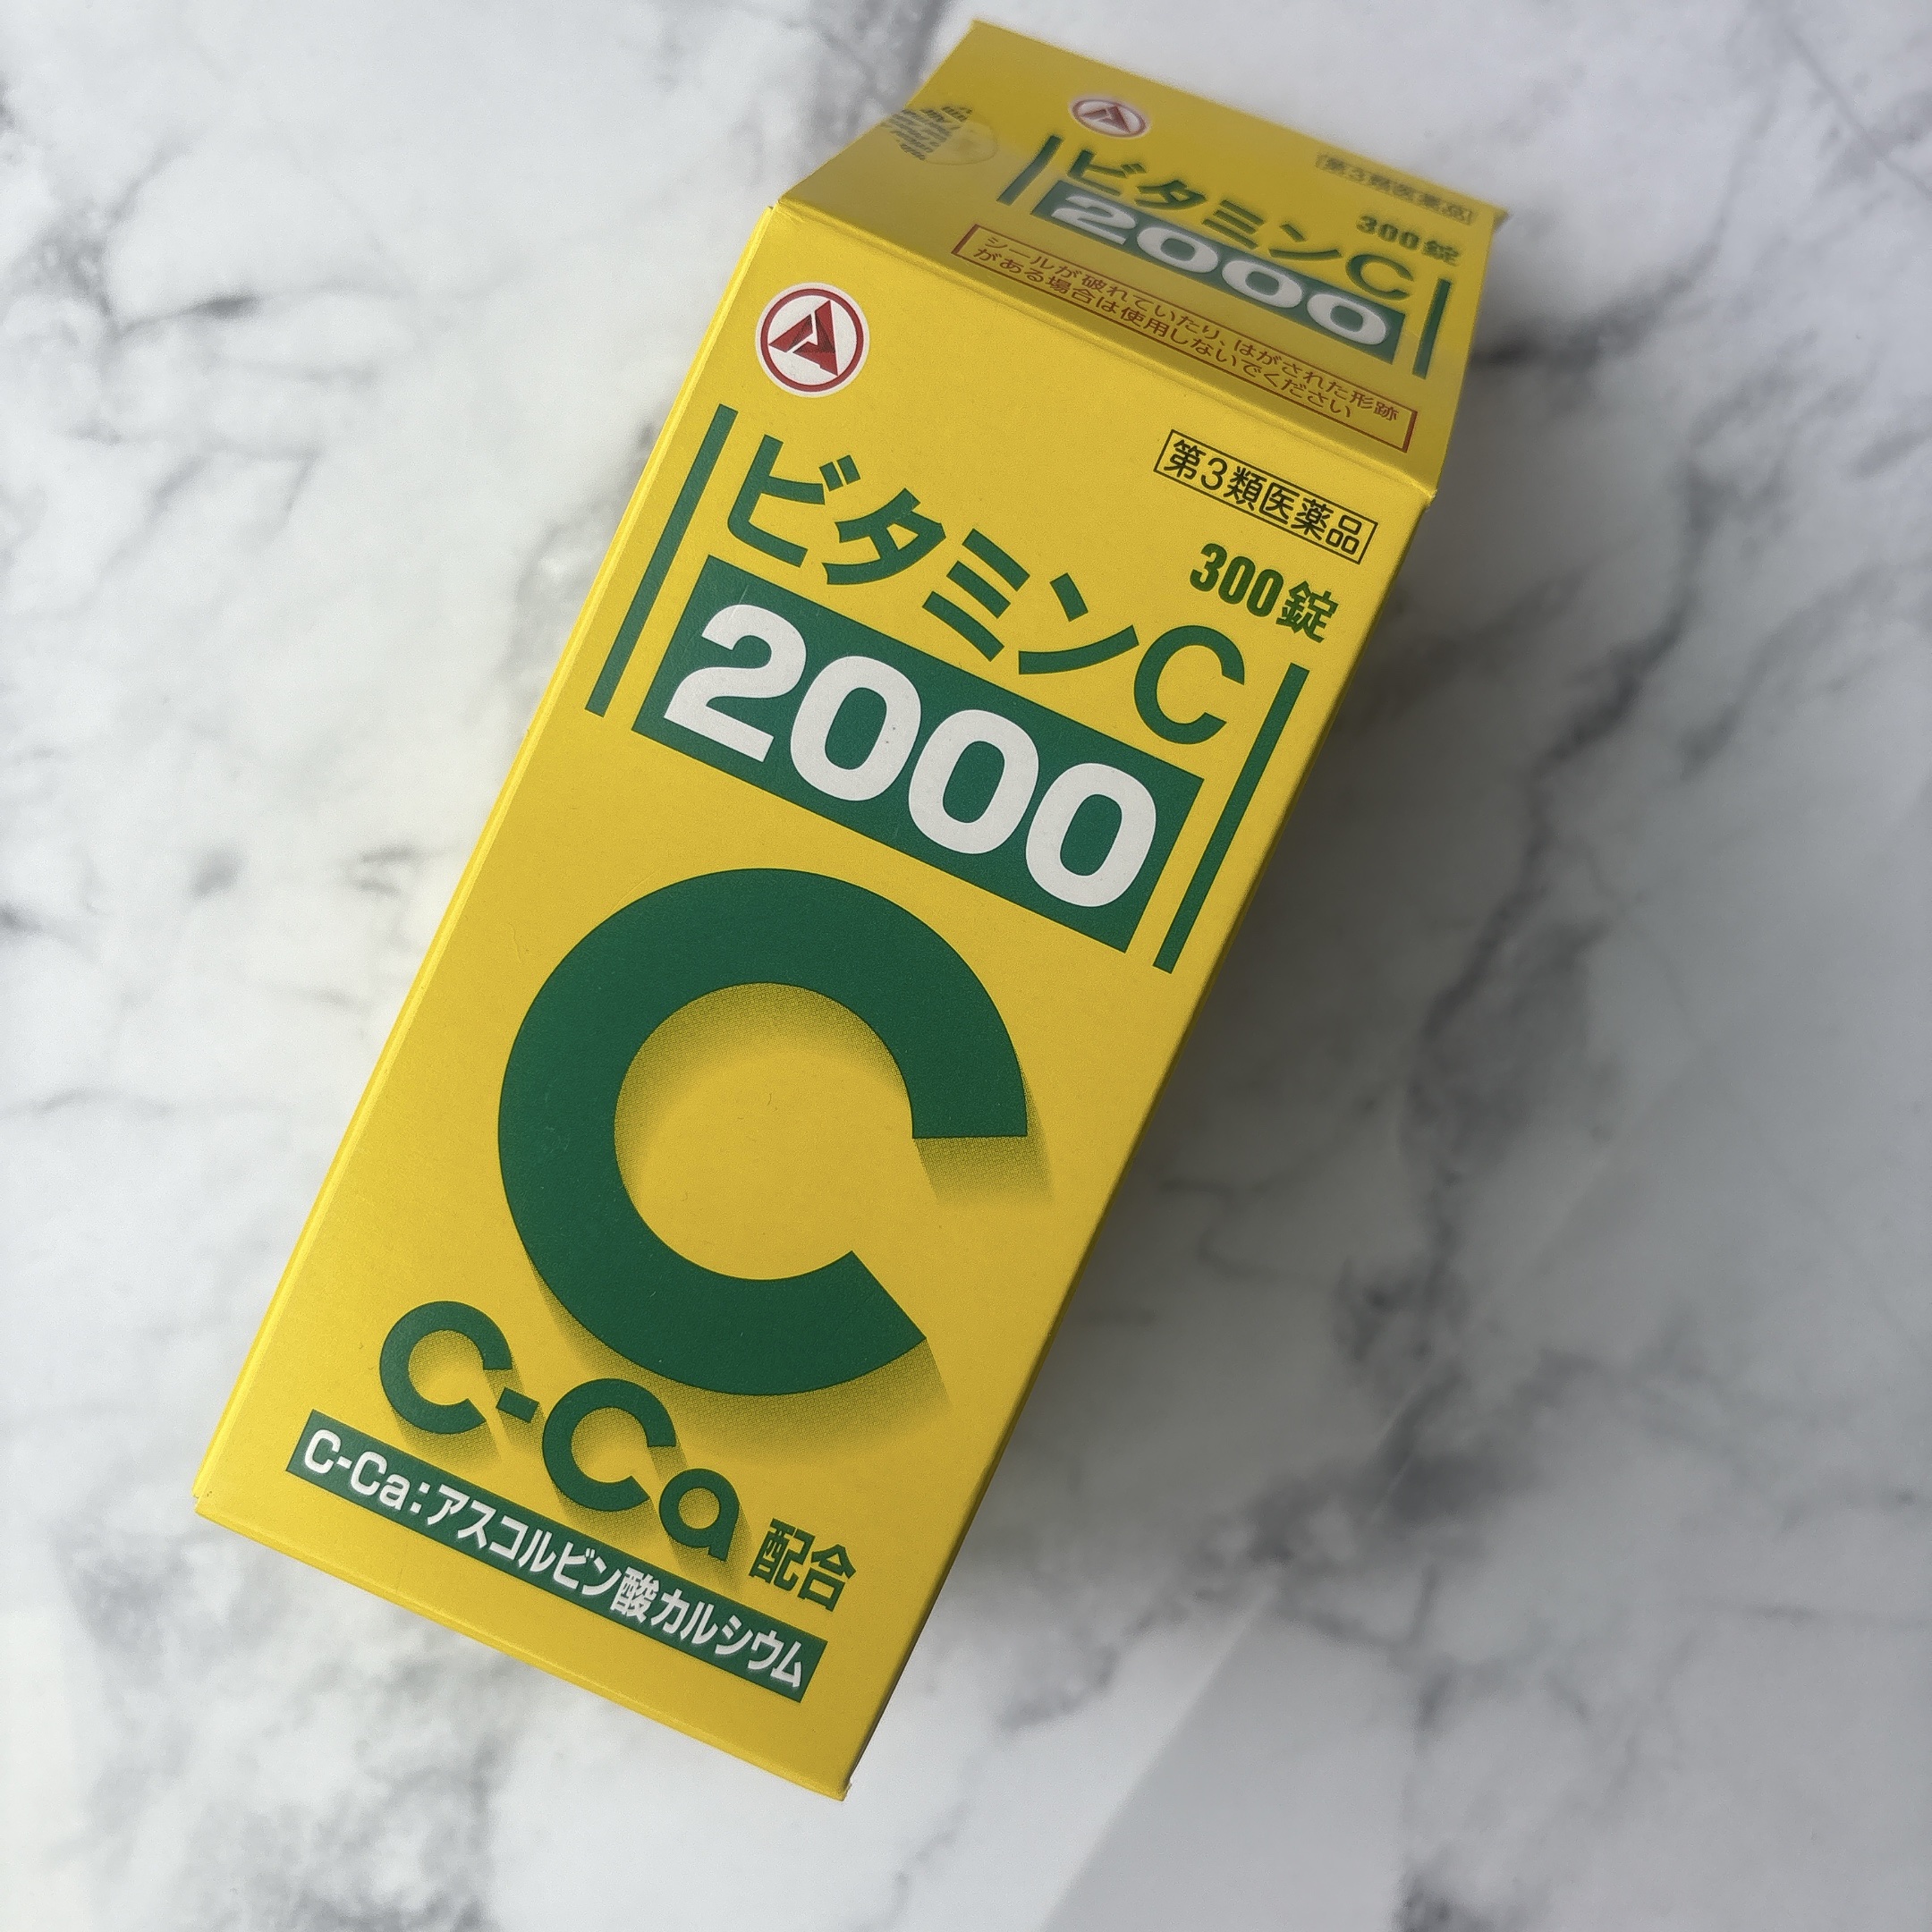 第3類医薬品
300錠
ビタミンC
2000
シールが破れていたり、はがされた形跡
がある場合は使用しないでください
第3類医薬品
300錠
ビタミンC
2000
C
C-Ca配合
C-Ca:アスコルビン酸カルシウム